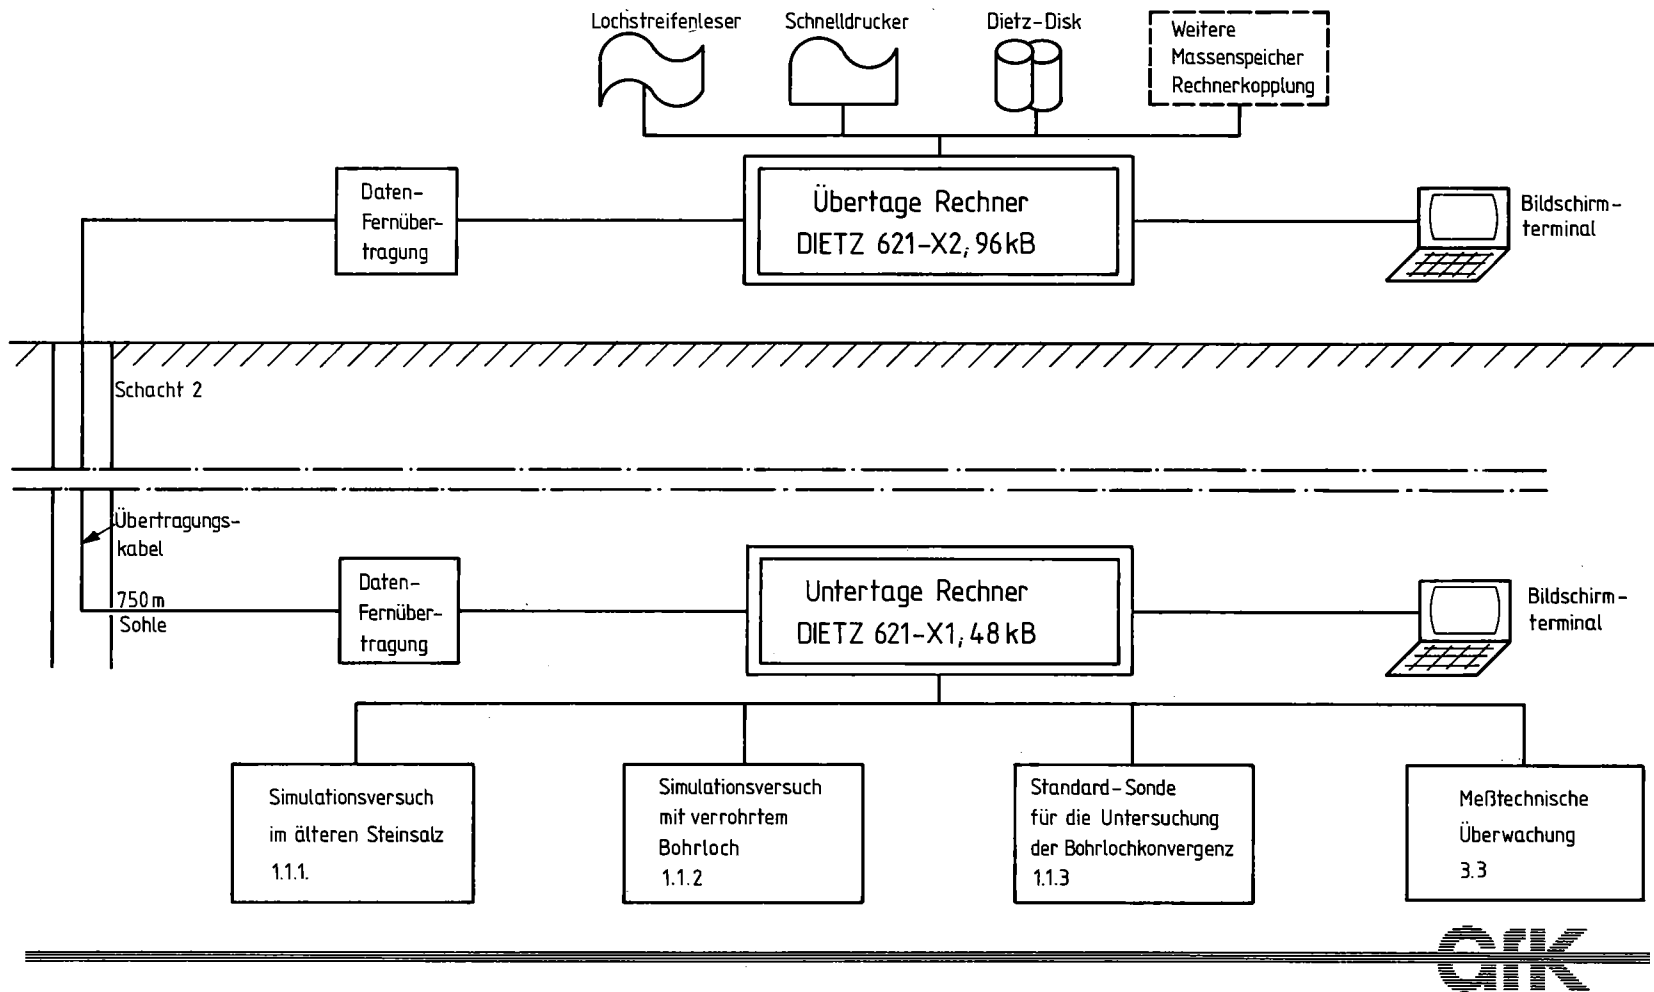 Lochstreifenleser
Schnelldrucker
Dietz-Disk
Weitere
Massenspeicher
Rechnerkopplung
Daten-
Fernüber-
tragung
Übertage Rechner
DIETZ 621-X2, 96kB
Bildschirm-
terminal
Schacht 2
Übertragungs-
kabel
750 m
Sohle
Daten-
Fernüber-
tragung
Untertage Rechner
DIETZ 621-X1, 48kB
Bildschirm-
terminal
Simulationsversuch
im älteren Steinsalz
1.1.1.
Simulationsversuch
mit verrohrtem
Bohrloch
1.1.2
Standard-Sonde
für die Untersuchung
der Bohrlochkonvergenz
1.1.3
Meßtechnische
Überwachung
3.3
GfK